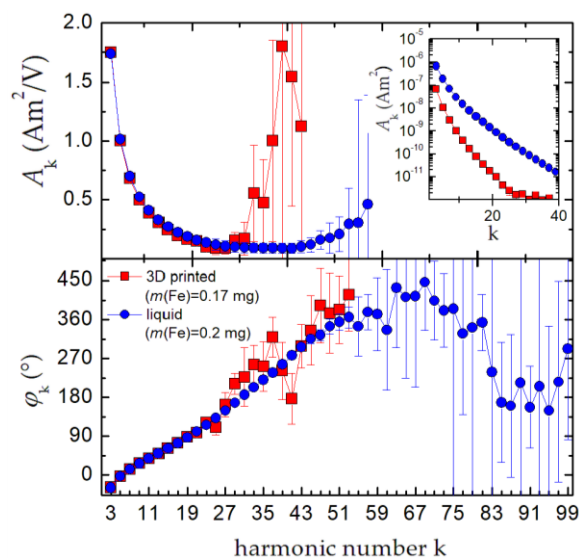 2.0
1.5
1.0
0.5
A_k (Am²/V)
10⁻⁵
10⁻⁶
10⁻⁷
10⁻⁸
10⁻⁹
10⁻¹⁰
10⁻¹¹
A_k (Am²)
20 40
k
450
360
270
180
90
0
φ_k (°)
3D printed
(m(Fe)=0.17 mg)
liquid
(m(Fe)=0.2 mg)
3 11 19 27 35 43 51 59 67 75 83 91 99
harmonic number k